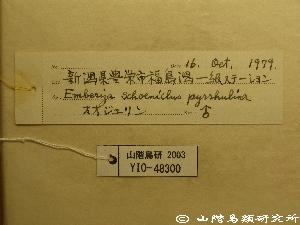 16. Oct, 1979.
新潟県豊栄市福島潟一級ステーション
Emberiza schoeniclus pyrrhulina
オオジュリン ♂
山階鳥研 2003
YIO-48300
© 山階鳥類研究所